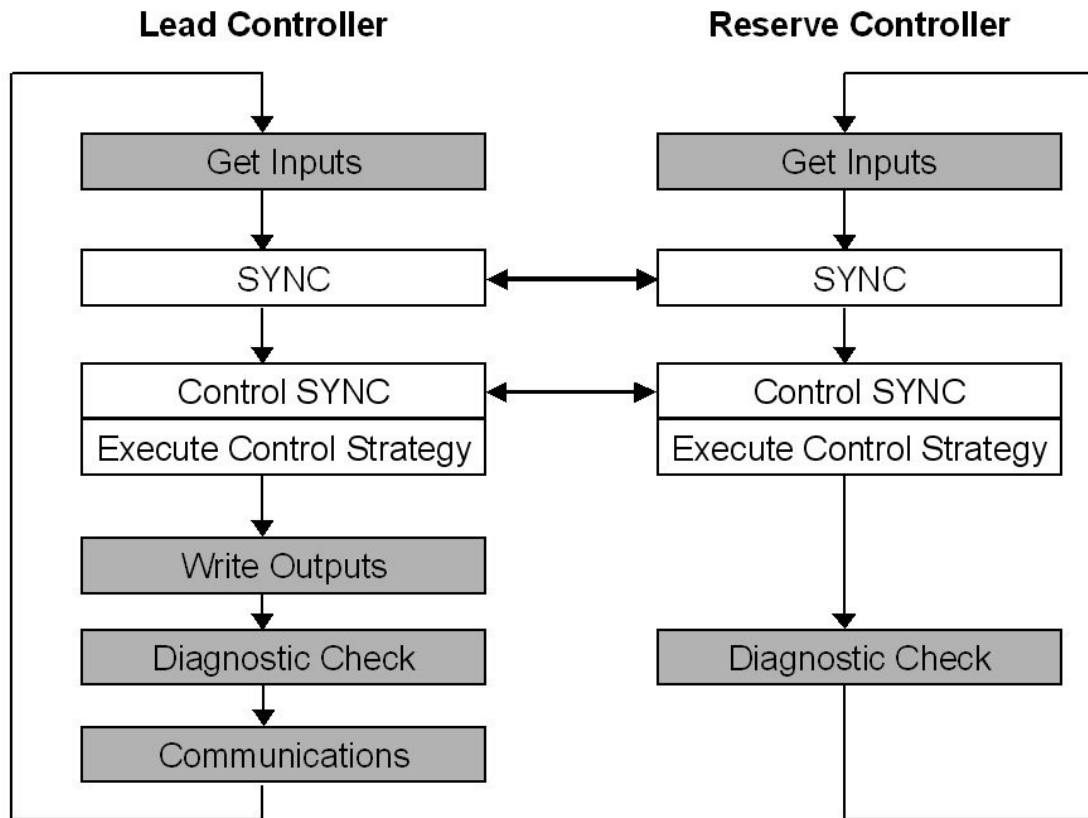 Lead Controller
Reserve Controller
Get Inputs
Get Inputs
SYNC
SYNC
Control SYNC
Control SYNC
Execute Control Strategy
Execute Control Strategy
Write Outputs
Diagnostic Check
Diagnostic Check
Communications